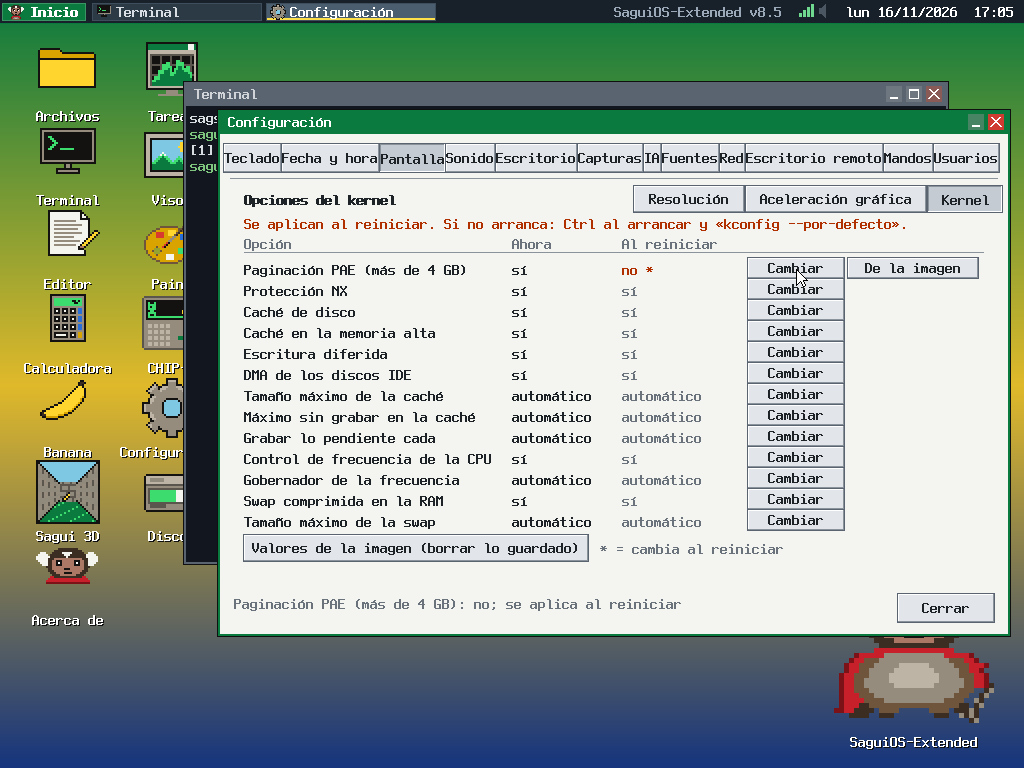 Inicio
Terminal
Configuración
SaguiOS-Extended v8.5
lun 16/11/2026
17:05
Archivos
Terminal
Editor
Calculadora
Banana
Sagui 3D
Acerca de
Terminal
[1]
Configuración
Teclado
Fecha y hora
Pantalla
Sonido
Escritorio
Capturas
IA
Fuentes
Red
Escritorio remoto
Mandos
Usuarios
Opciones del kernel
Resolución
Aceleración gráfica
Kernel
Se aplican al reiniciar. Si no arranca: Ctrl al arrancar y «kconfig --por-defecto».
Opción Ahora Al reiniciar
Paginación PAE (más de 4 GB) sí no * Cambiar De la imagen
Protección NX sí sí Cambiar
Caché de disco sí sí Cambiar
Caché en la memoria alta sí sí Cambiar
Escritura diferida sí sí Cambiar
DMA de los discos IDE sí sí Cambiar
Tamaño máximo de la caché automático automático Cambiar
Máximo sin grabar en la caché automático automático Cambiar
Grabar lo pendiente cada automático automático Cambiar
Control de frecuencia de la CPU sí sí Cambiar
Gobernador de la frecuencia automático automático Cambiar
Swap comprimida en la RAM sí sí Cambiar
Tamaño máximo de la swap automático automático Cambiar
Valores de la imagen (borrar lo guardado) * = cambia al reiniciar
Paginación PAE (más de 4 GB): no; se aplica al reiniciar
Cerrar
SaguiOS-Extended